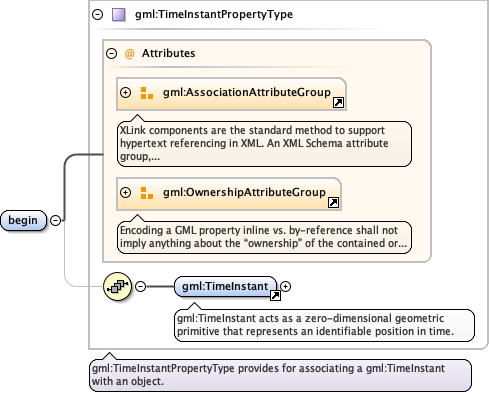 gml:TimeInstantPropertyType
@ Attributes
gml:AssociationAttributeGroup
XLink components are the standard method to support
hypertext referencing in XML. An XML Schema attribute
group,...
gml:OwnershipAttributeGroup
Encoding a GML property inline vs. by-reference shall not
imply anything about the “ownership” of the contained or...
begin
gml:TimeInstant
gml:TimeInstant acts as a zero-dimensional geometric
primitive that represents an identifiable position in time.
gml:TimeInstantPropertyType provides for associating a gml:TimeInstant
with an object.